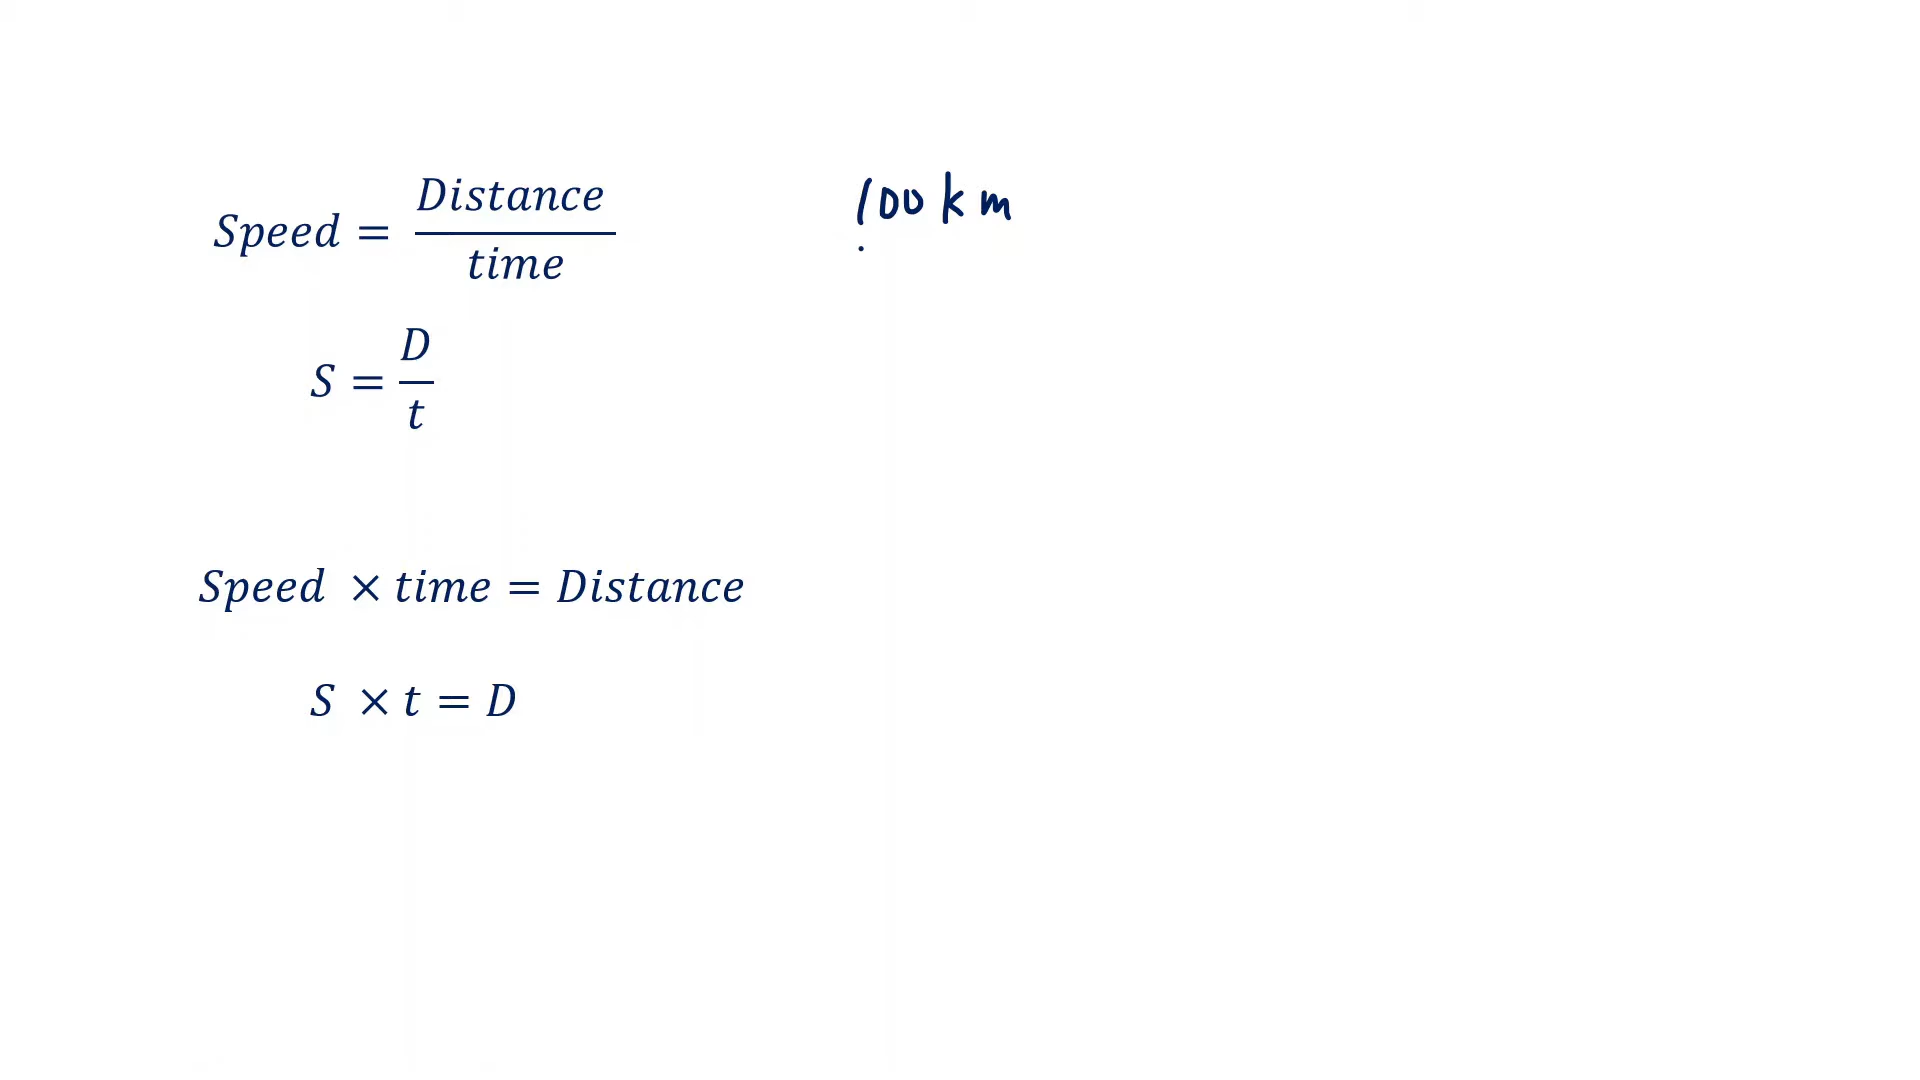 Speed = Distance / time
100 km
S = D / t
Speed × time = Distance
S × t = D